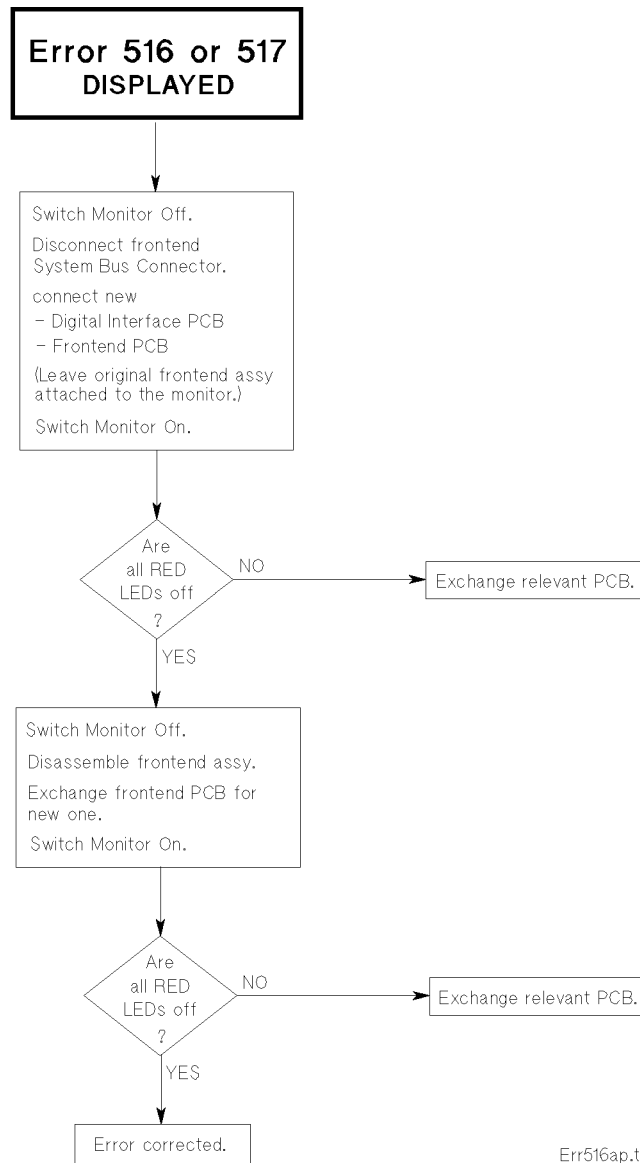 Error 516 or 517
DISPLAYED
Switch Monitor Off.
Disconnect frontend
System Bus Connector.
connect new
- Digital Interface PCB
- Frontend PCB
(Leave original frontend assy
attached to the monitor.)
Switch Monitor On.
Are
all RED
LEDs off
?
NO
Exchange relevant PCB.
YES
Switch Monitor Off.
Disassemble frontend assy.
Exchange frontend PCB for
new one.
Switch Monitor On.
Are
all RED
LEDs off
?
NO
Exchange relevant PCB.
YES
Error corrected.